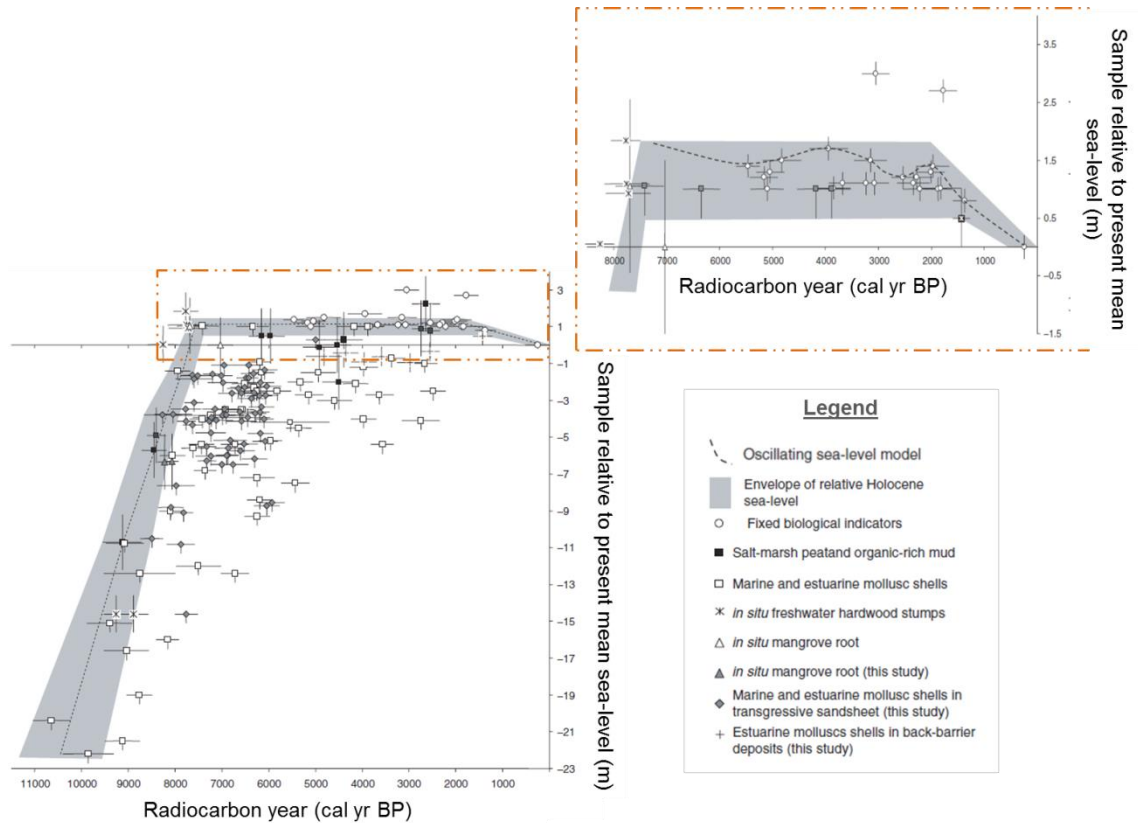 3.5
2.5
1.5
0.5
-0.5
-1.5
8000 7000 6000 5000 4000 3000 2000 1000
Radiocarbon year (cal yr BP)
Sample relative to present mean
sea-level (m)
3
1
-1
-3
-5
-7
-9
-11
-13
-15
-17
-19
-21
-23
11000 10000 9000 8000 7000 6000 5000 4000 3000 2000 1000
Radiocarbon year (cal yr BP)
Sample relative to present mean sea-level (m)
Legend
Oscillating sea-level model
Envelope of relative Holocene
sea-level
Fixed biological indicators
Salt-marsh peatand organic-rich mud
Marine and estuarine mollusc shells
in situ freshwater hardwood stumps
in situ mangrove root
in situ mangrove root (this study)
Marine and estuarine mollusc shells in
transgressive sandsheet (this study)
Estuarine molluscs shells in back-barrier
deposits (this study)